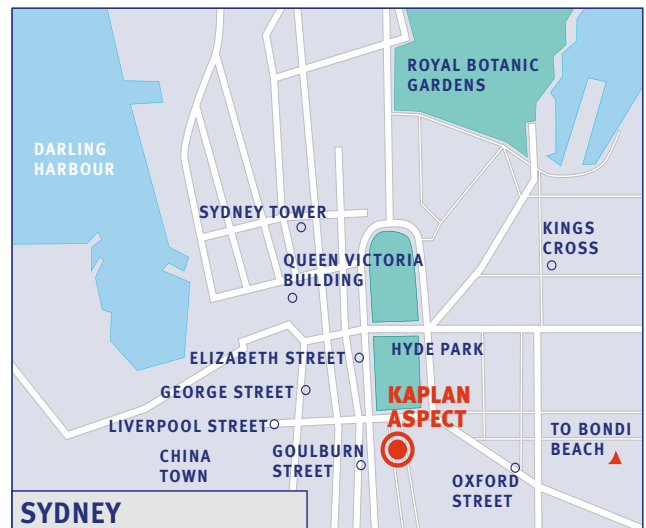 ROYAL BOTANIC
GARDENS
DARLING
HARBOUR
SYDNEY TOWER
KINGS
CROSS
QUEEN VICTORIA
BUILDING
ELIZABETH STREET
HYDE PARK
GEORGE STREET
KAPLAN
ASPECT
LIVERPOOL STREET
TO BONDI
BEACH
CHINA
TOWN
GOULBURN
STREET
OXFORD
STREET
SYDNEY